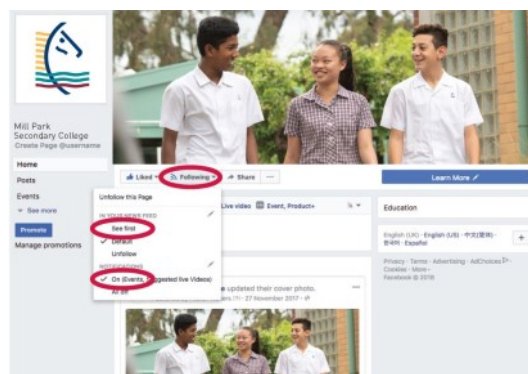 Mill Park
Secondary College
Create Page @username
Home
Posts
Events
See more
Promote
Manage promotions
Liked
Following
Share
Learn More
Unfollow this Page
IN YOUR NEWS FEED
See first
Default
Unfollow
NOTIFICATIONS
On (Events, Suggested live Videos)
All off
Live video
Event, Product+
updated their cover photo.
27 November 2017
Education
English (UK) · English (US) · 中文(繁體) ·
한국어 · Español
Privacy · Terms · Advertising · AdChoices
Cookies · More
Facebook © 2018